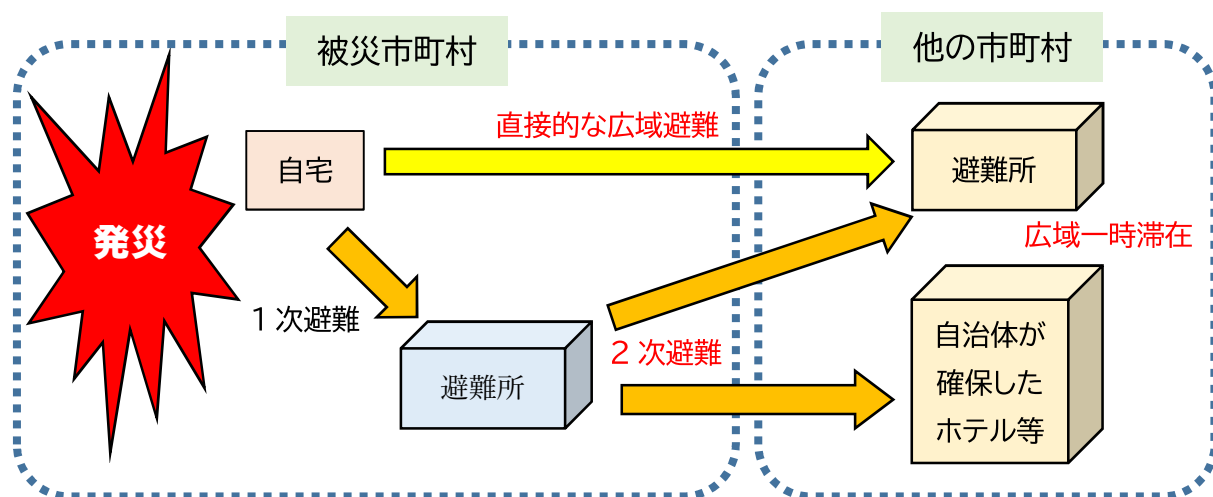 被災市町村
他の市町村
直接的な広域避難
自宅
避難所
発災
広域一時滞在
1次避難
2次避難
避難所
自治体が
確保した
ホテル等